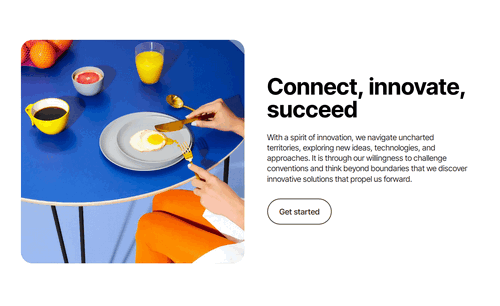 Connect, innovate,
succeed
With a spirit of innovation, we navigate uncharted
territories, exploring new ideas, technologies, and
approaches. It is through our willingness to challenge
conventions and think beyond boundaries that we discover
innovative solutions that propel us forward.
Get started